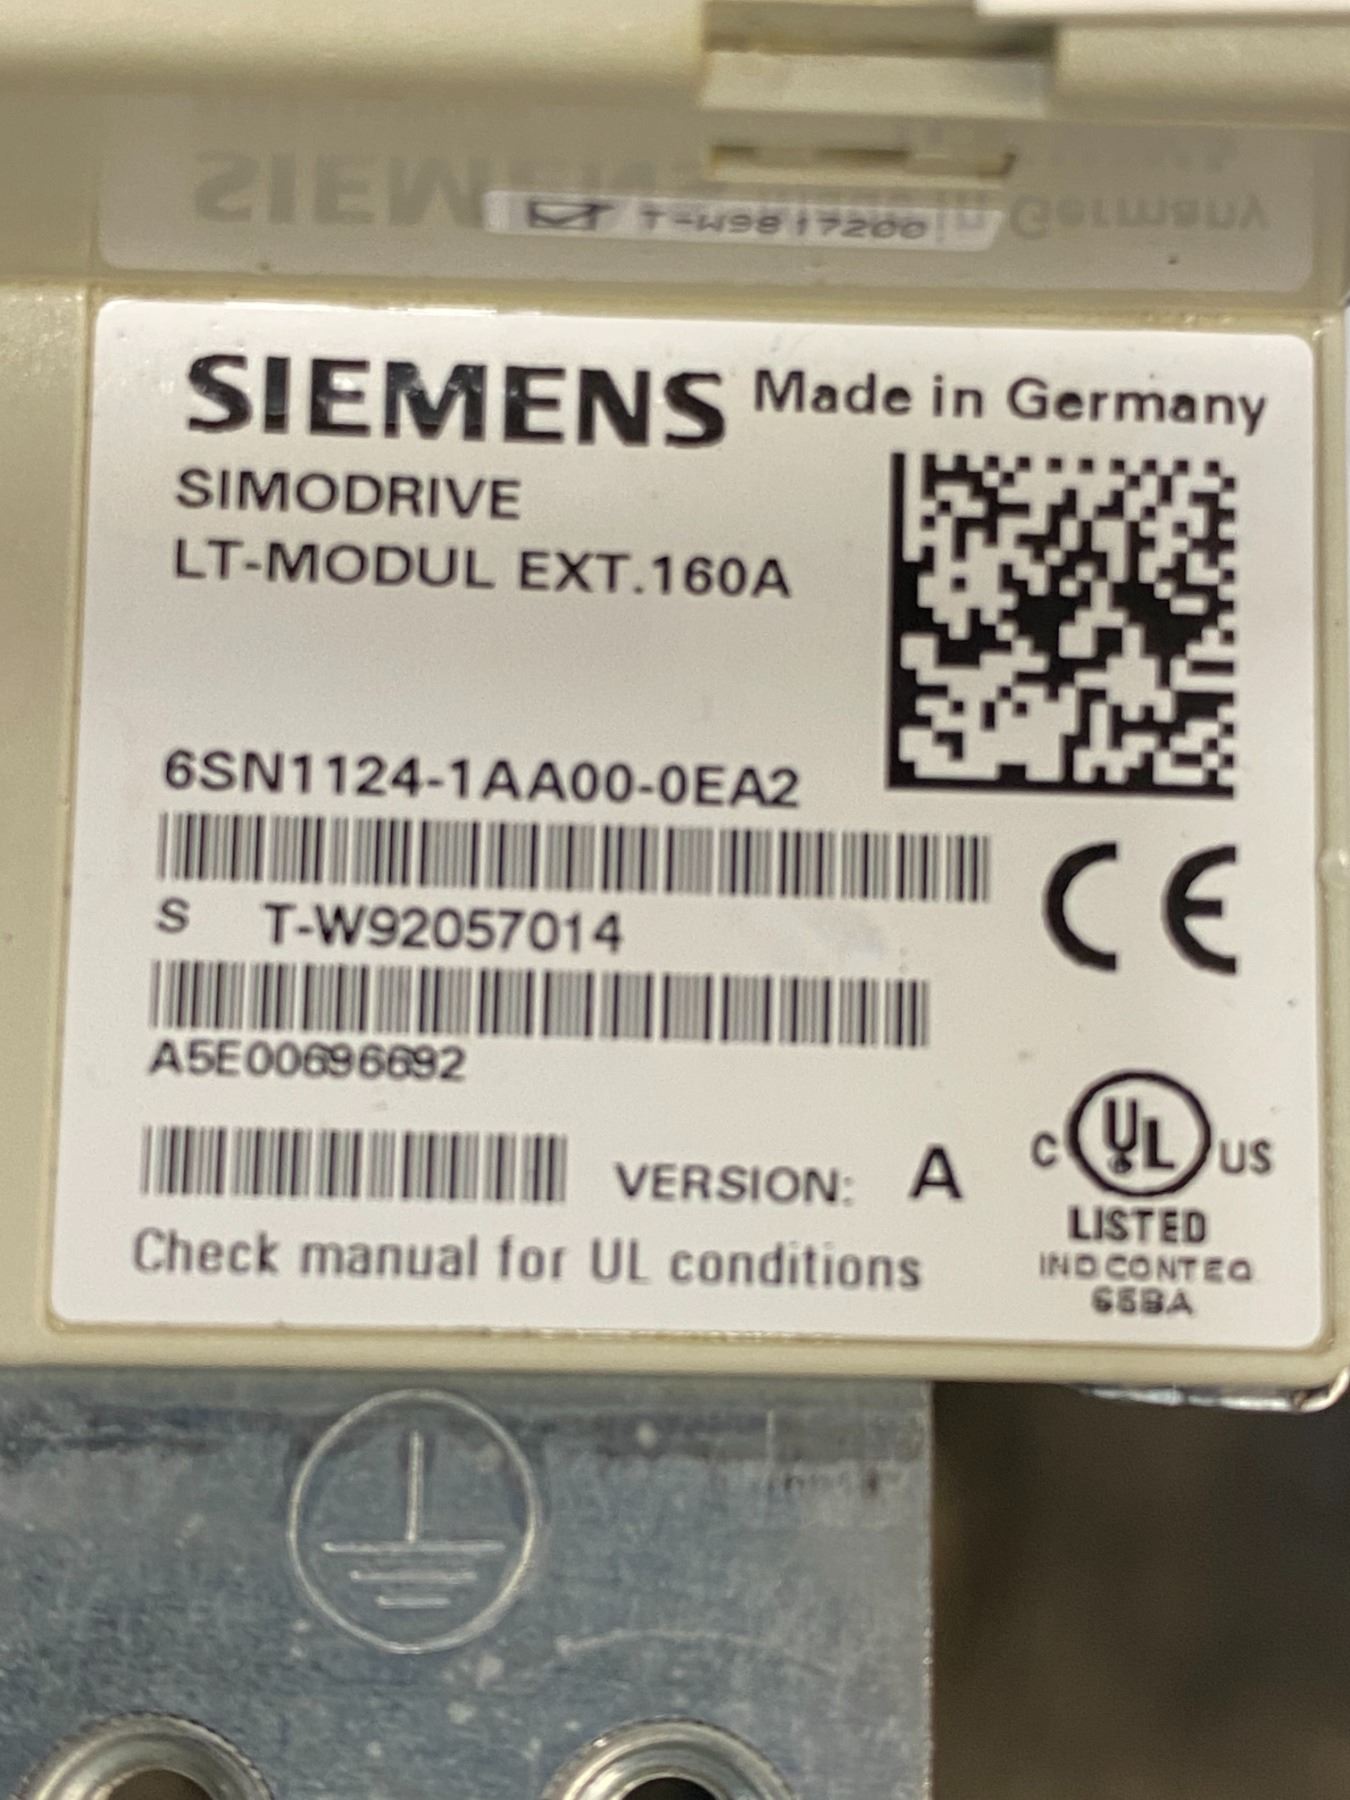 T-W9817200
SIEMENS Made in Germany
SIMODRIVE
LT-MODUL EXT.160A
6SN1124-1AA00-0EA2
S T-W92057014
A5E00696692
VERSION: A
C UL US
LISTED
IND CONT EQ
65BA
Check manual for UL conditions